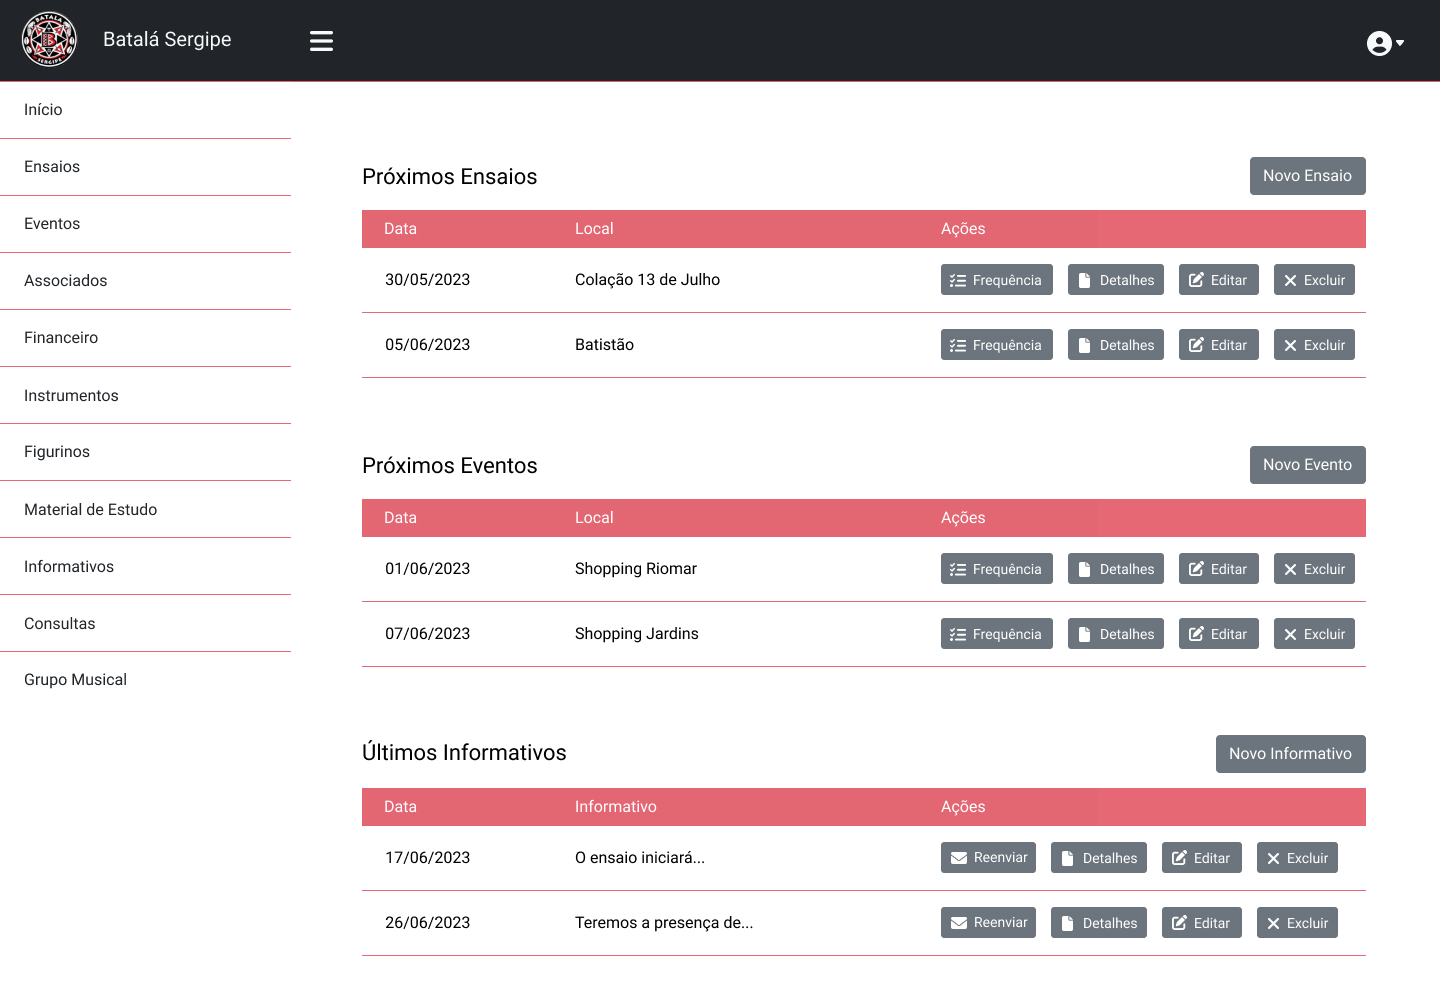 BATALA
SERGIPE
Batalá Sergipe
Início
Ensaios
Eventos
Associados
Financeiro
Instrumentos
Figurinos
Material de Estudo
Informativos
Consultas
Grupo Musical
Próximos Ensaios
Novo Ensaio
Data Local Ações
30/05/2023 Colação 13 de Julho Frequência Detalhes Editar Excluir
05/06/2023 Batistão Frequência Detalhes Editar Excluir
Próximos Eventos
Novo Evento
Data Local Ações
01/06/2023 Shopping Riomar Frequência Detalhes Editar Excluir
07/06/2023 Shopping Jardins Frequência Detalhes Editar Excluir
Últimos Informativos
Novo Informativo
Data Informativo Ações
17/06/2023 O ensaio iniciará... Reenviar Detalhes Editar Excluir
26/06/2023 Teremos a presença de... Reenviar Detalhes Editar Excluir